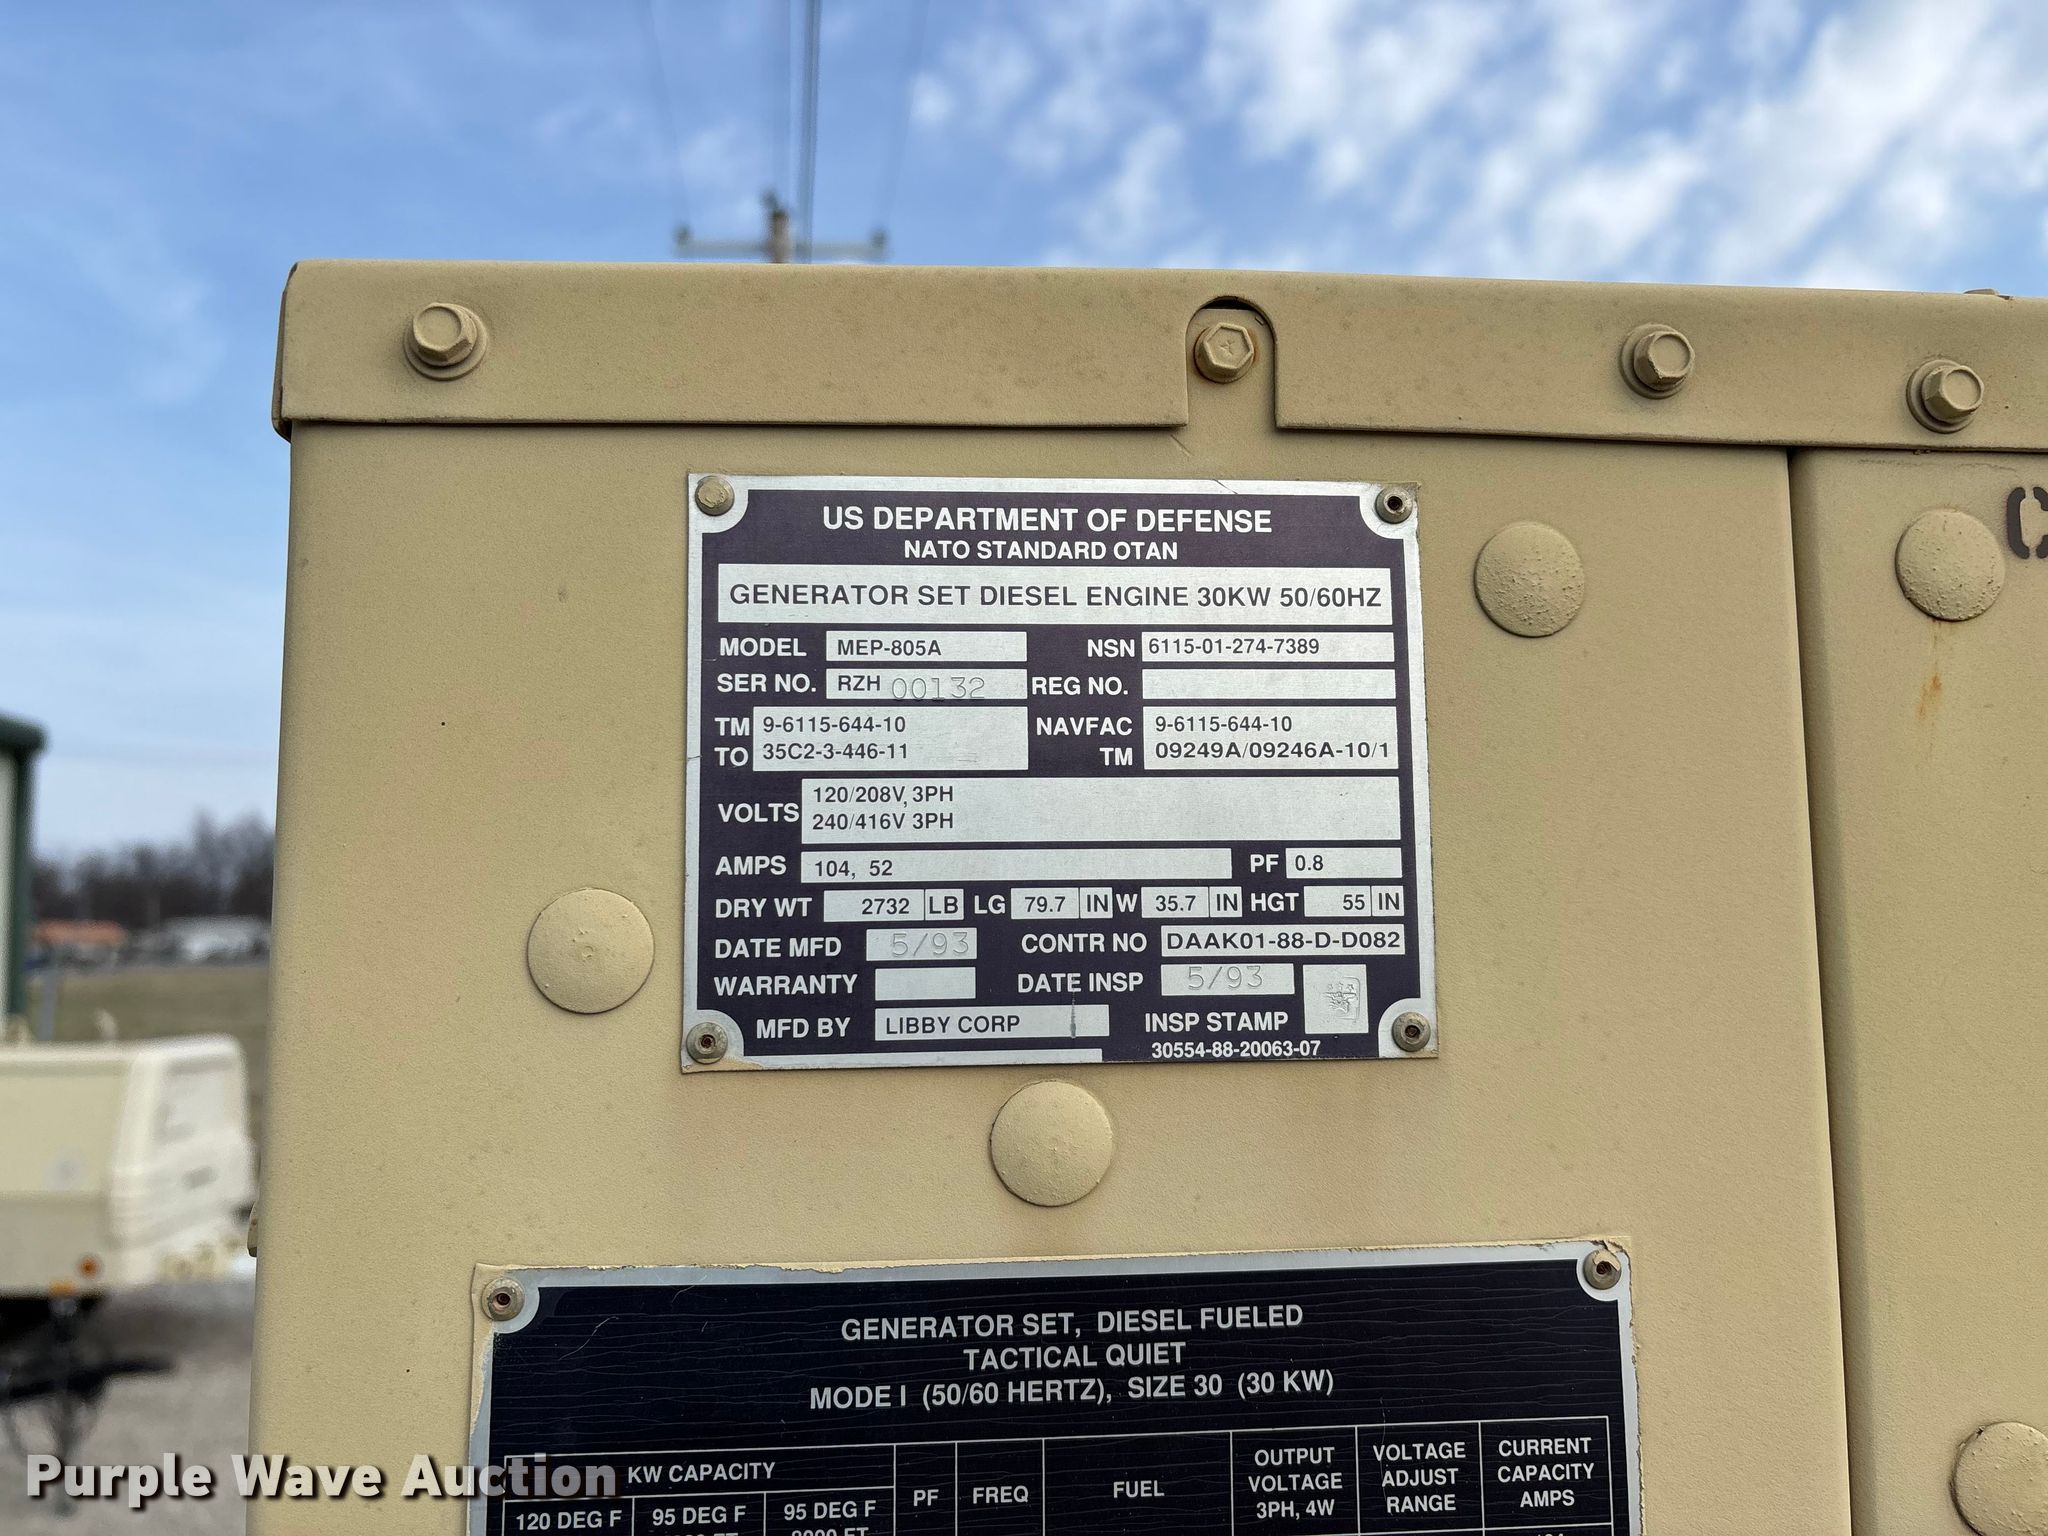 C
US DEPARTMENT OF DEFENSE
NATO STANDARD OTAN
GENERATOR SET DIESEL ENGINE 30KW 50/60HZ
MODEL MEP-805A NSN 6115-01-274-7389
SER NO. RZH 00132 REG NO.
TM 9-6115-644-10 NAVFAC 9-6115-644-10
TO 35C2-3-446-11 TM 09249A/09246A-10/1
VOLTS 120/208V, 3PH
240/416V 3PH
AMPS 104, 52 PF 0.8
DRY WT 2732 LB LG 79.7 IN W 35.7 IN HGT 55 IN
DATE MFD 5/93 CONTR NO DAAK01-88-D-D082
WARRANTY DATE INSP 5/93
MFD BY LIBBY CORP INSP STAMP
30554-88-20063-07
GENERATOR SET, DIESEL FUELED
TACTICAL QUIET
MODE I (50/60 HERTZ), SIZE 30 (30 KW)
KW CAPACITY
120 DEG F
95 DEG F
95 DEG F
PF
FREQ
FUEL
OUTPUT
VOLTAGE
3PH, 4W
VOLTAGE
ADJUST
RANGE
CURRENT
CAPACITY
AMPS
Purple Wave Auction